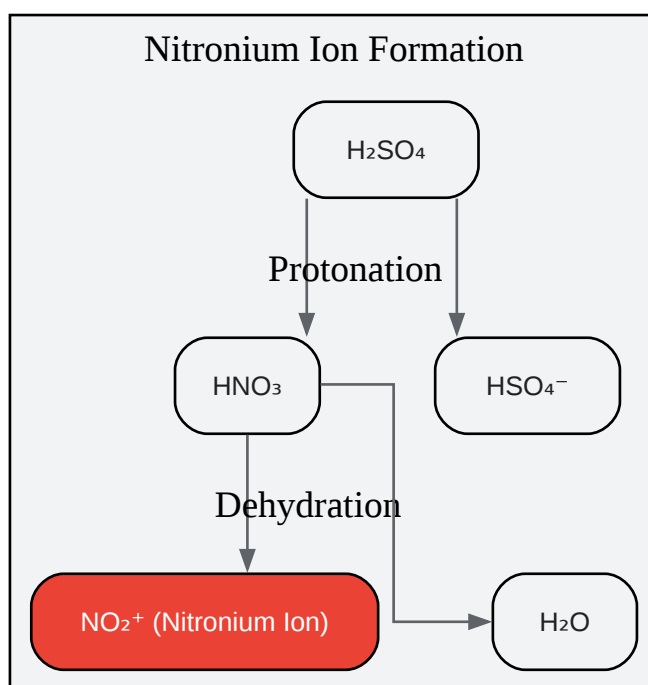 Nitronium Ion Formation
H₂SO₄
Protonation
HNO₃
HSO₄⁻
Dehydration
NO₂⁺ (Nitronium Ion)
H₂O